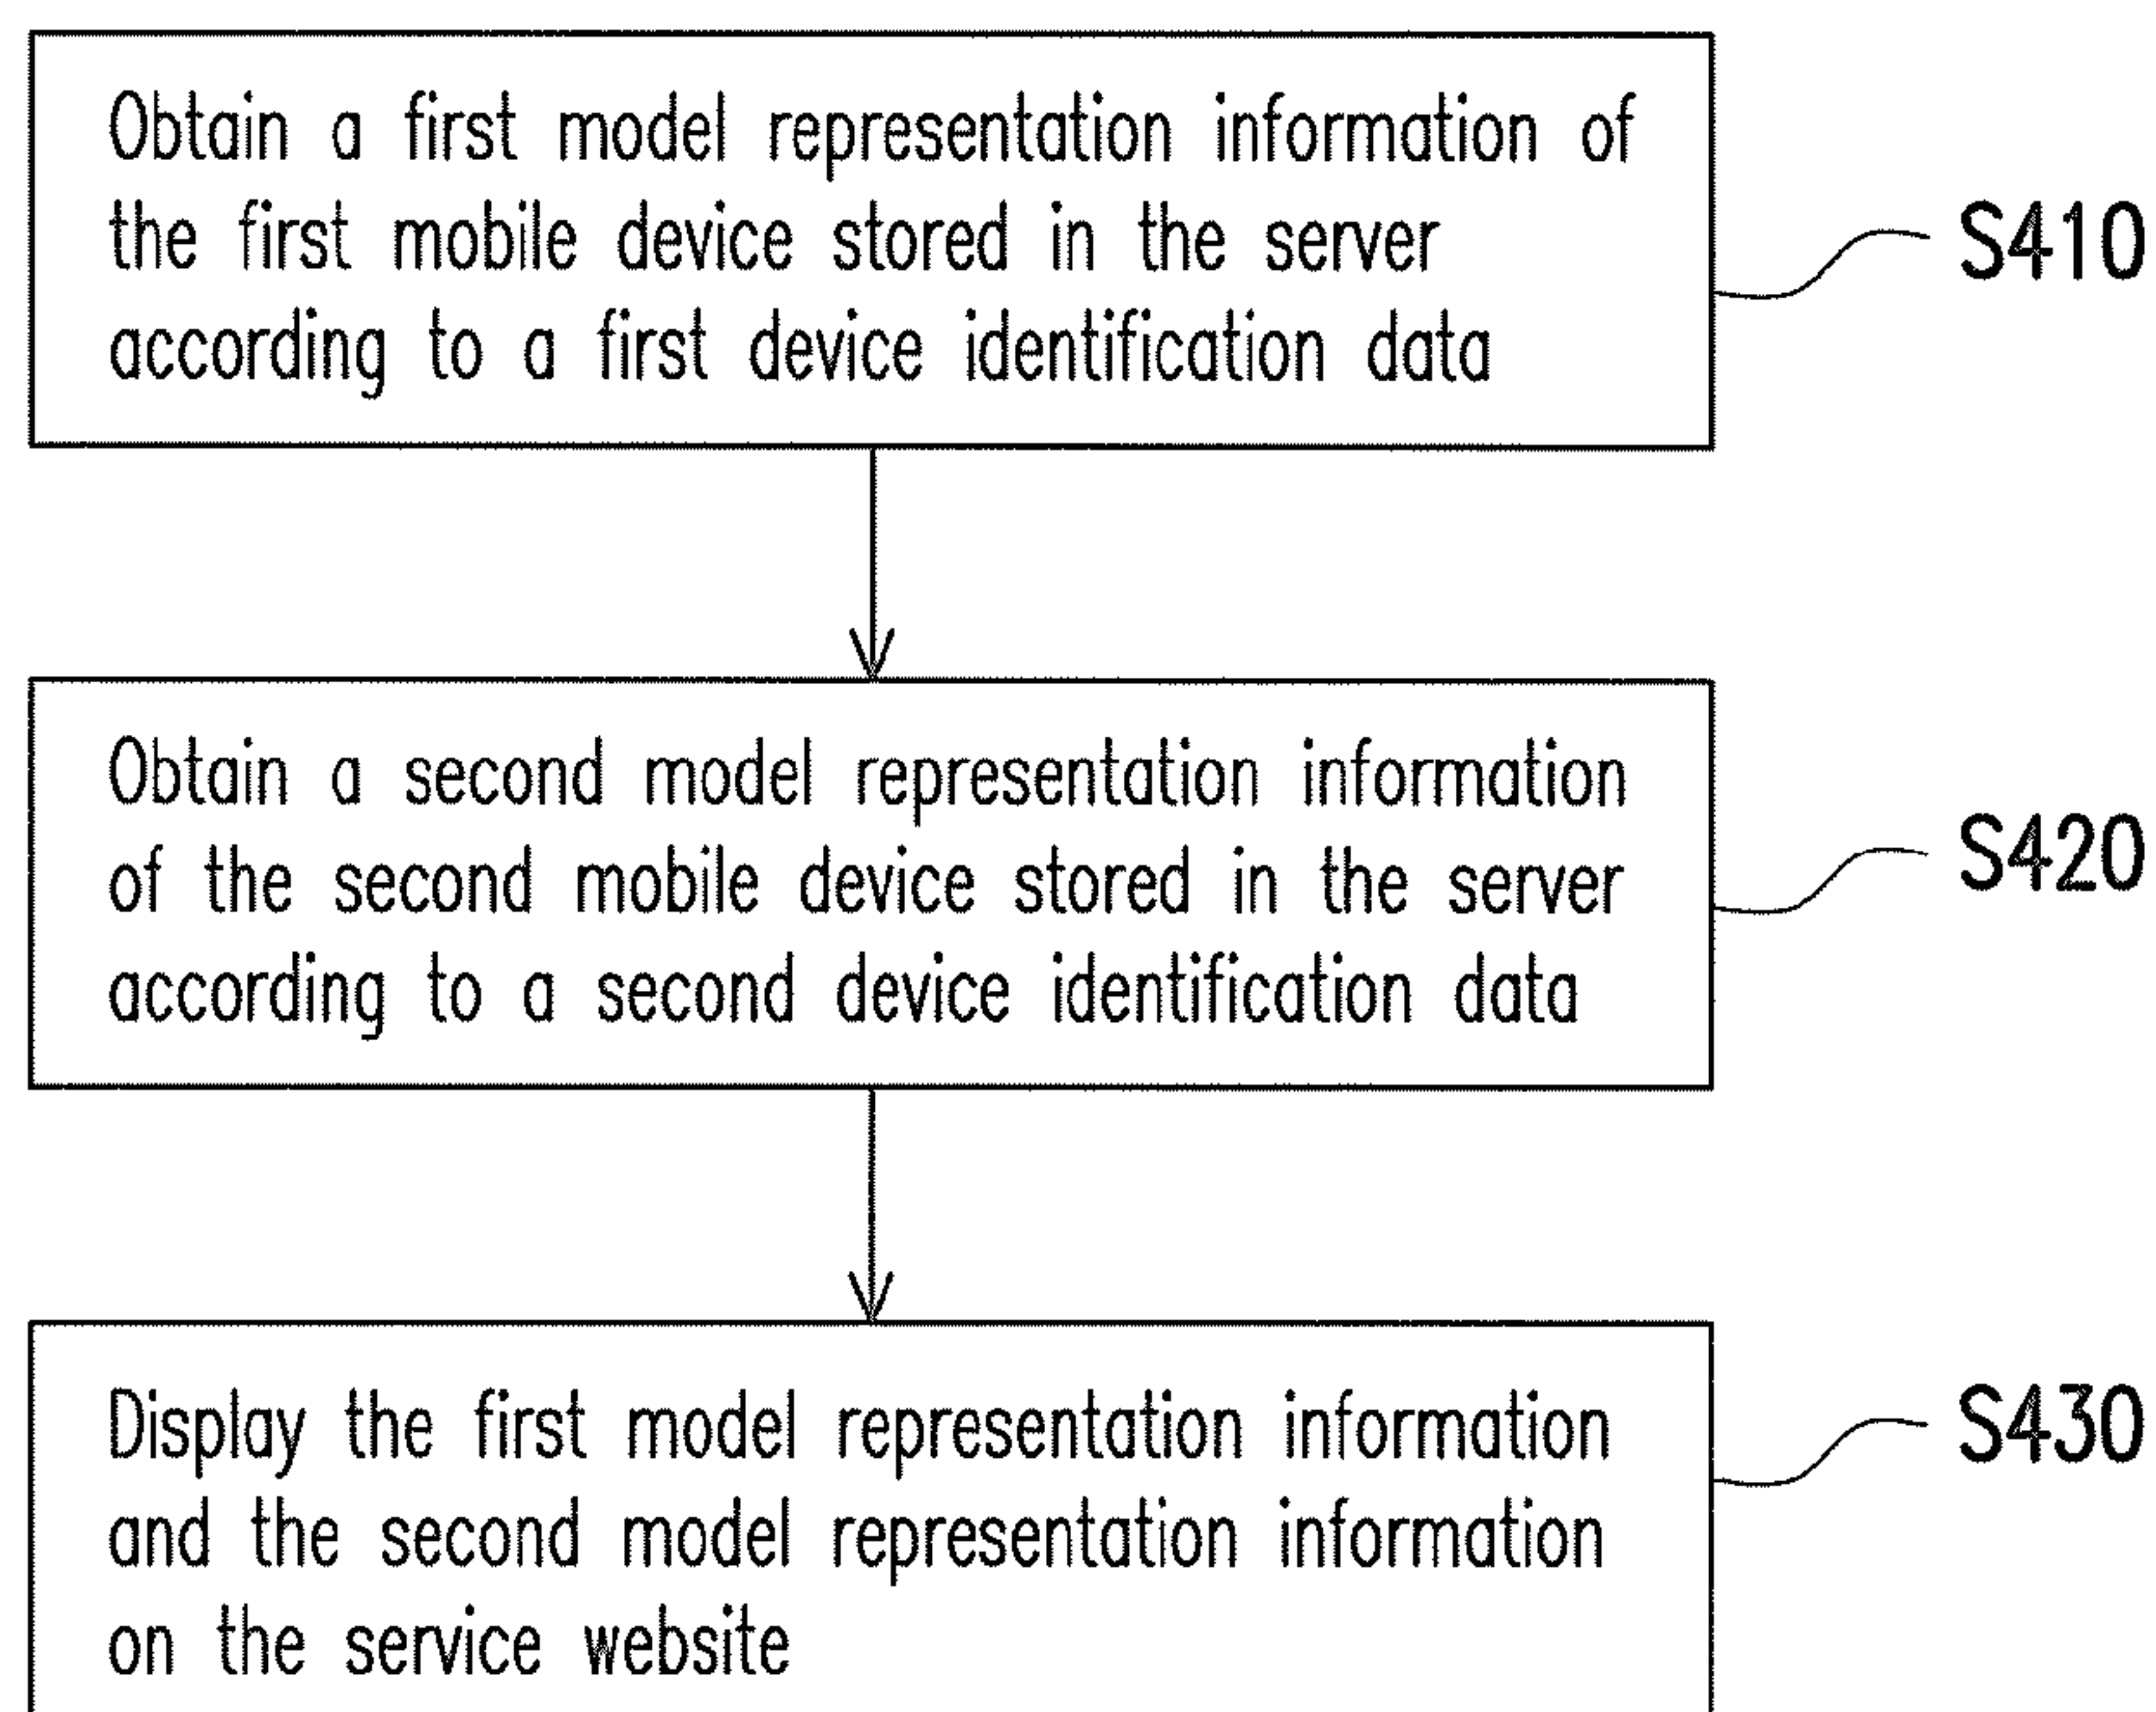 Obtain a first model representation information of
the first mobile device stored in the server
according to a first device identification data
S410
Obtain a second model representation information
of the second mobile device stored in the server
according to a second device identification data
S420
Display the first model representation information
and the second model representation information
on the service website
S430